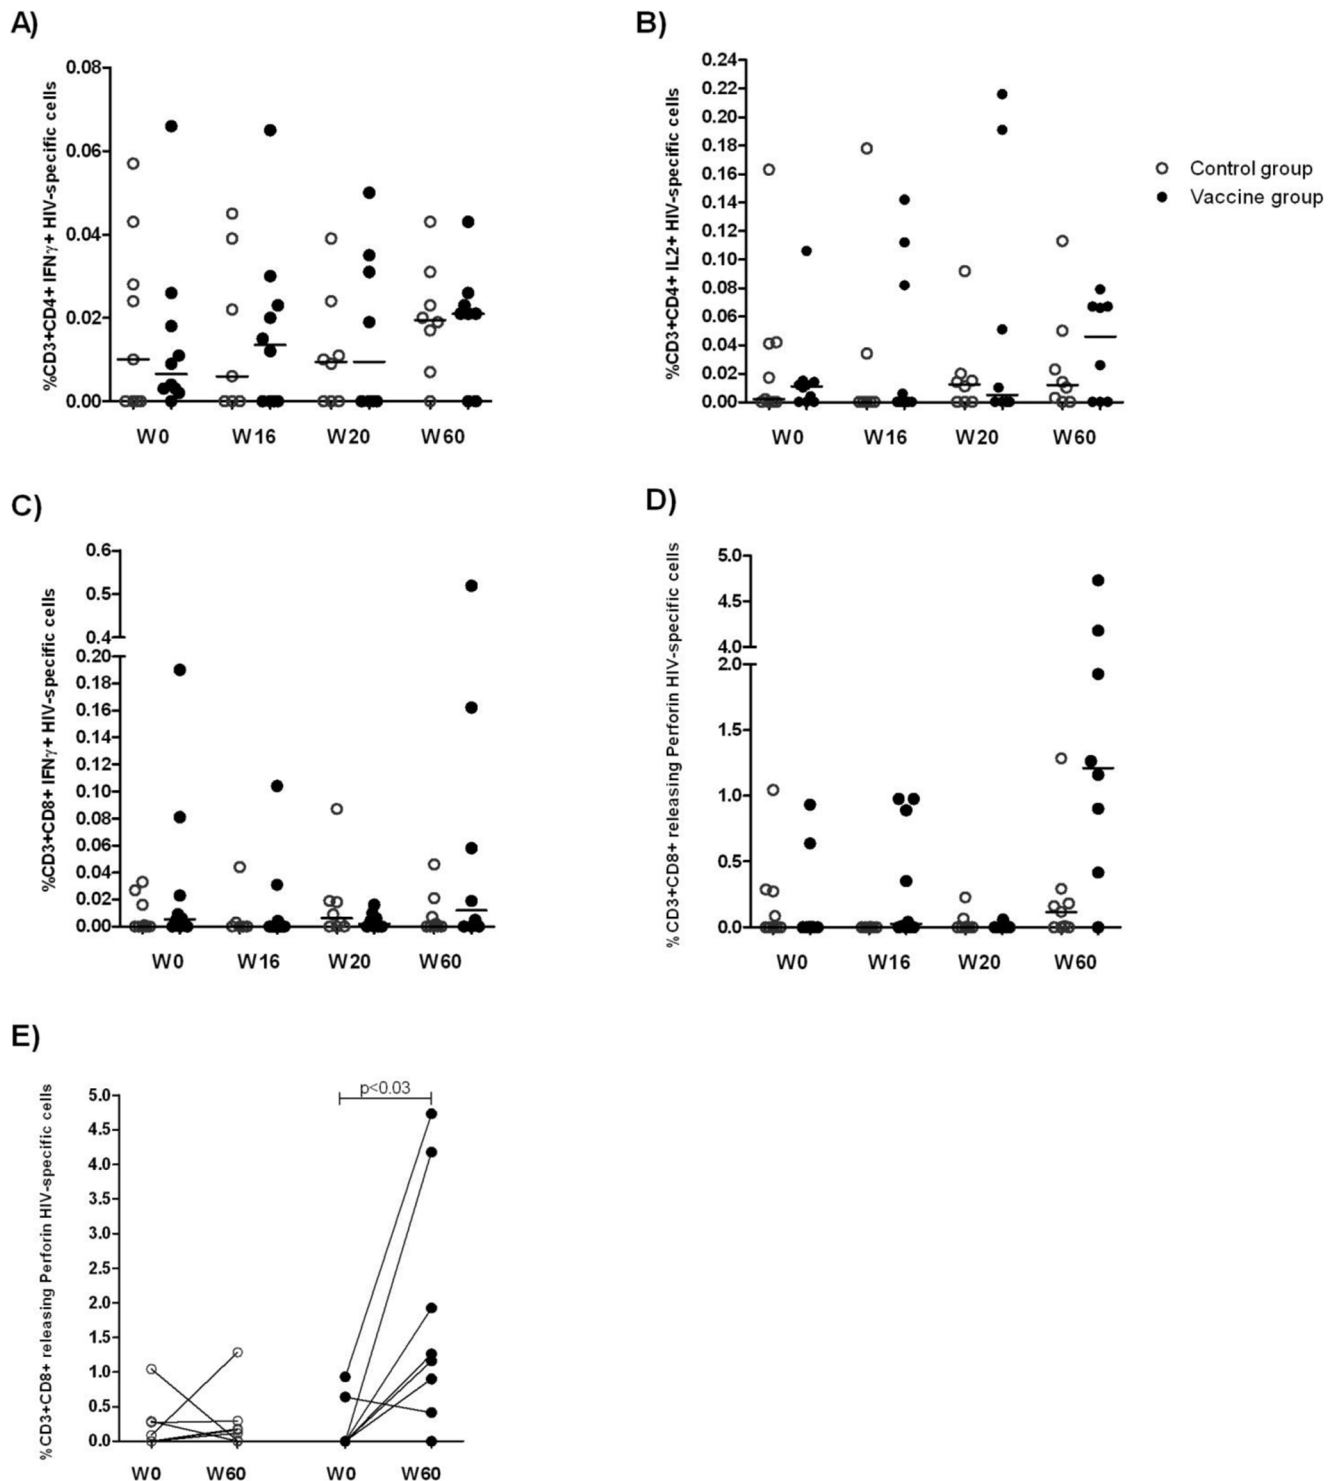 A)
%CD3+CD4+ IFNγ+ HIV-specific cells
0.08
0.06
0.04
0.02
0.00
W0 W16 W20 W60
B)
%CD3+CD4+ IL2+ HIV-specific cells
0.24
0.22
0.20
0.18
0.16
0.14
0.12
0.10
0.08
0.06
0.04
0.02
0.00
W0 W16 W20 W60
Control group
Vaccine group
C)
%CD3+CD8+ IFNγ+ HIV-specific cells
0.6
0.5
0.4
0.20
0.18
0.16
0.14
0.12
0.10
0.08
0.06
0.04
0.02
0.00
W0 W16 W20 W60
D)
%CD3+CD8+ releasing Perforin HIV-specific cells
5.0
4.5
4.0
2.0
1.5
1.0
0.5
0.0
W0 W16 W20 W60
E)
%CD3+CD8+ releasing Perforin HIV-specific cells
5.0
4.5
4.0
3.5
3.0
2.5
2.0
1.5
1.0
0.5
0.0
p<0.03
W0 W60 W0 W60